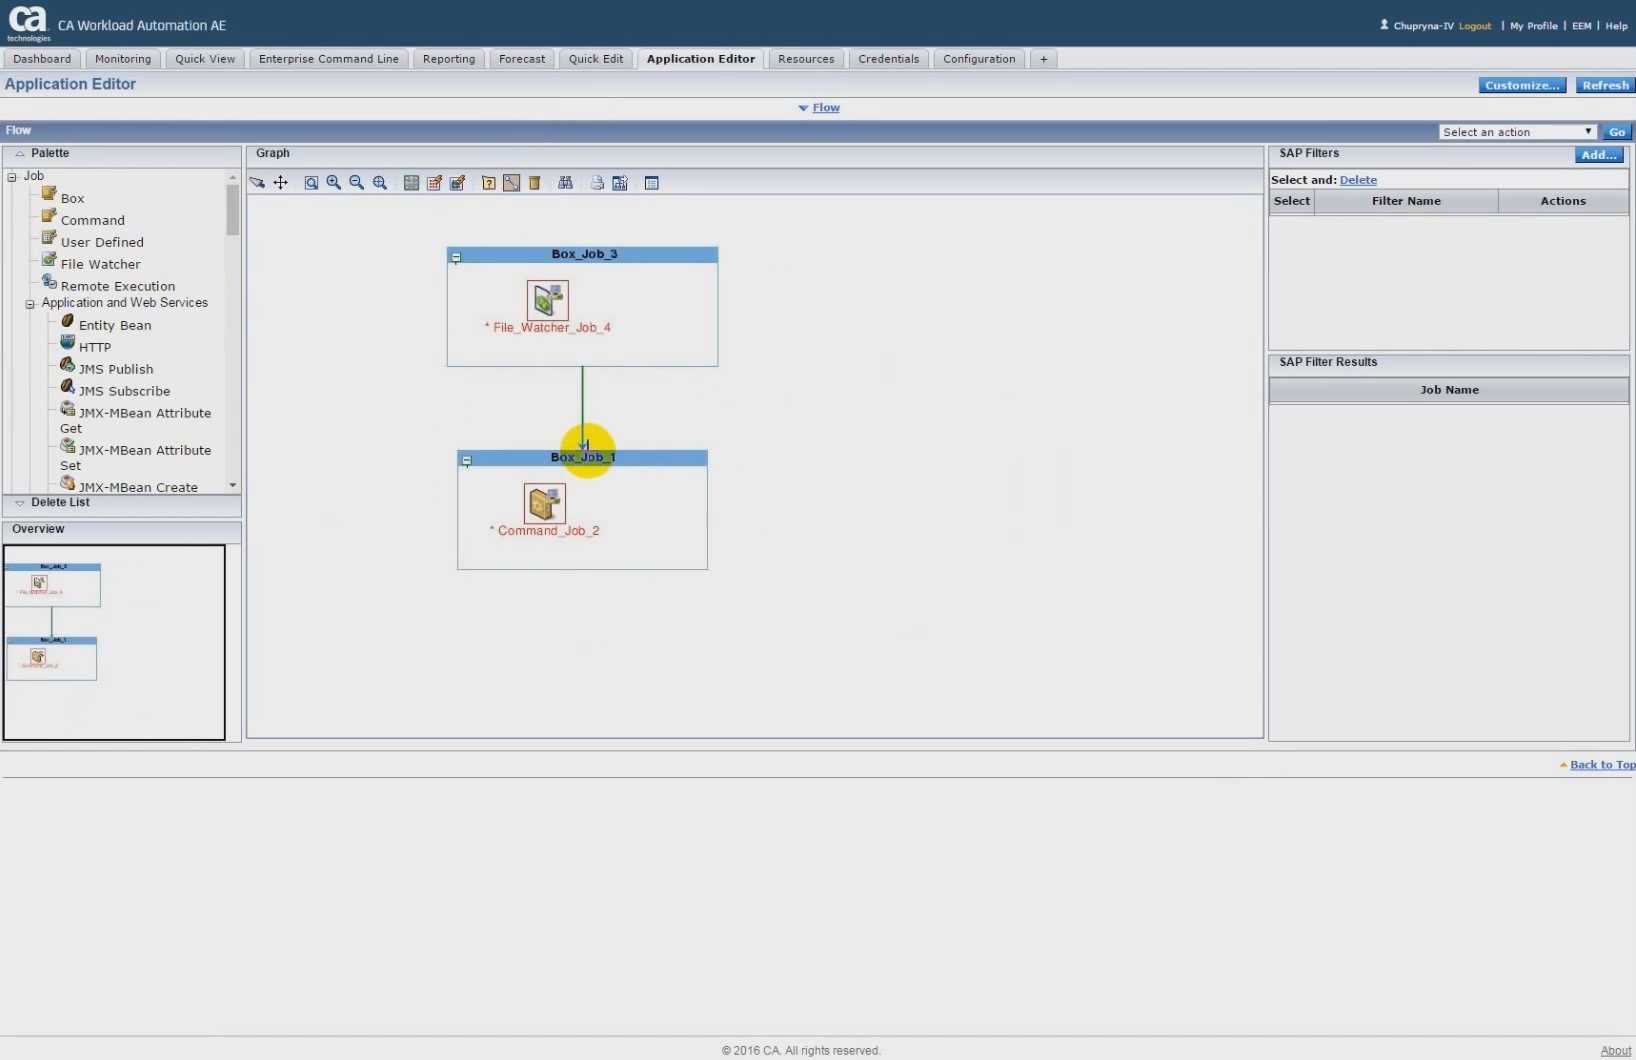 ca
technologies
CA Workload Automation AE
Chupryna-IV Logout | My Profile | EEM | Help
Dashboard Monitoring Quick View Enterprise Command Line Reporting Forecast Quick Edit Application Editor Resources Credentials Configuration +
Application Editor
Customize... Refresh
Flow
Flow
Select an action Go
Palette
Job
Box
Command
User Defined
File Watcher
Remote Execution
Application and Web Services
Entity Bean
HTTP
JMS Publish
JMS Subscribe
JMX-MBean Attribute
Get
JMX-MBean Attribute
Set
JMX-MBean Create
Delete List
Overview
Graph
Box_Job_3
* File_Watcher_Job_4
Box_Job_1
* Command_Job_2
SAP Filters
Add...
Select and: Delete
Select Filter Name Actions
SAP Filter Results
Job Name
Back to Top
© 2016 CA. All rights reserved.
About